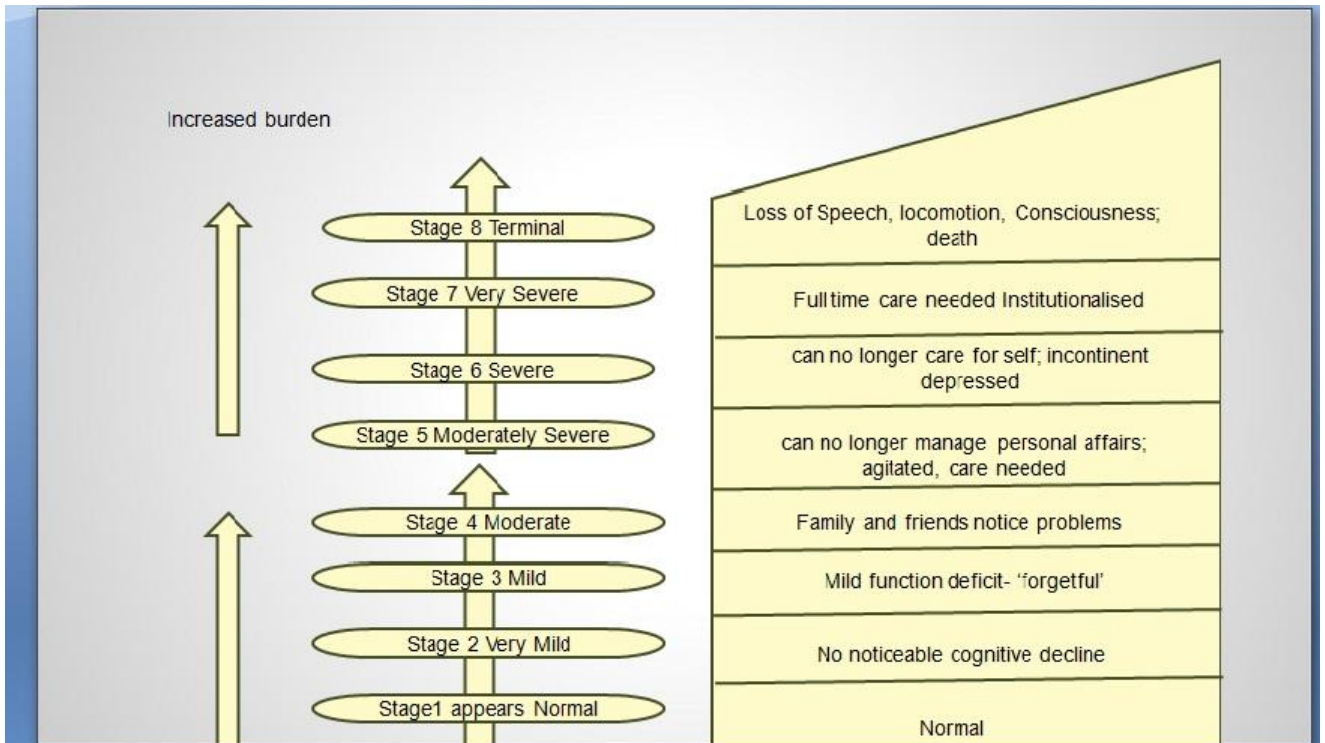 Increased burden
Stage 8 Terminal
Loss of Speech, locomotion, Consciousness;
death
Stage 7 Very Severe
Full time care needed Institutionalised
Stage 6 Severe
can no longer care for self; incontinent
depressed
Stage 5 Moderately Severe
can no longer manage personal affairs;
agitated, care needed
Stage 4 Moderate
Family and friends notice problems
Stage 3 Mild
Mild function deficit- ‘forgetful’
Stage 2 Very Mild
No noticeable cognitive decline
Stage1 appears Normal
Normal